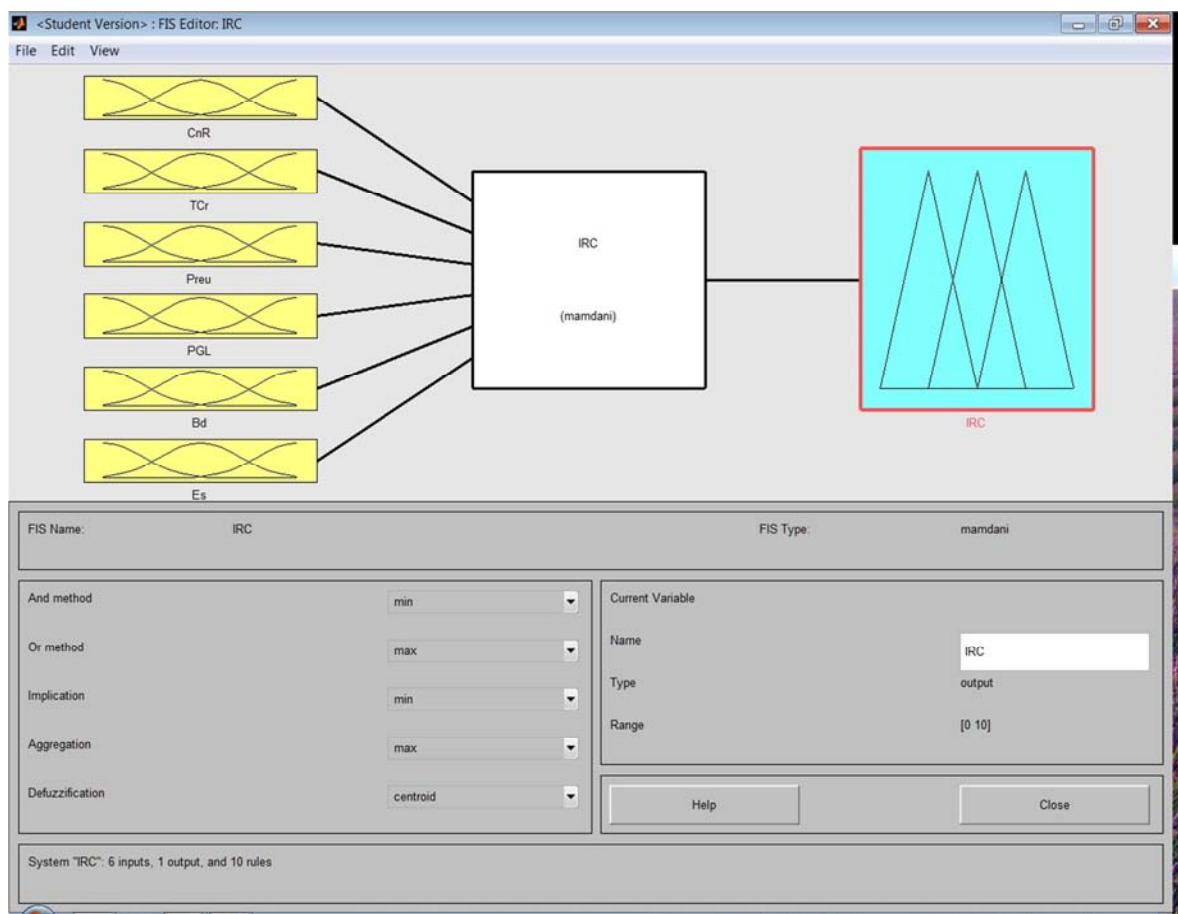 <Student Version> : FIS Editor: IRC
File Edit View
CnR
TCr
Preu
PGL
Bd
Es
IRC
(mamdani)
IRC
FIS Name: IRC FIS Type: mamdani
And method min
Or method max
Implication min
Aggregation max
Defuzzification centroid
Current Variable
Name IRC
Type output
Range [0 10]
Help Close
System "IRC": 6 inputs, 1 output, and 10 rules